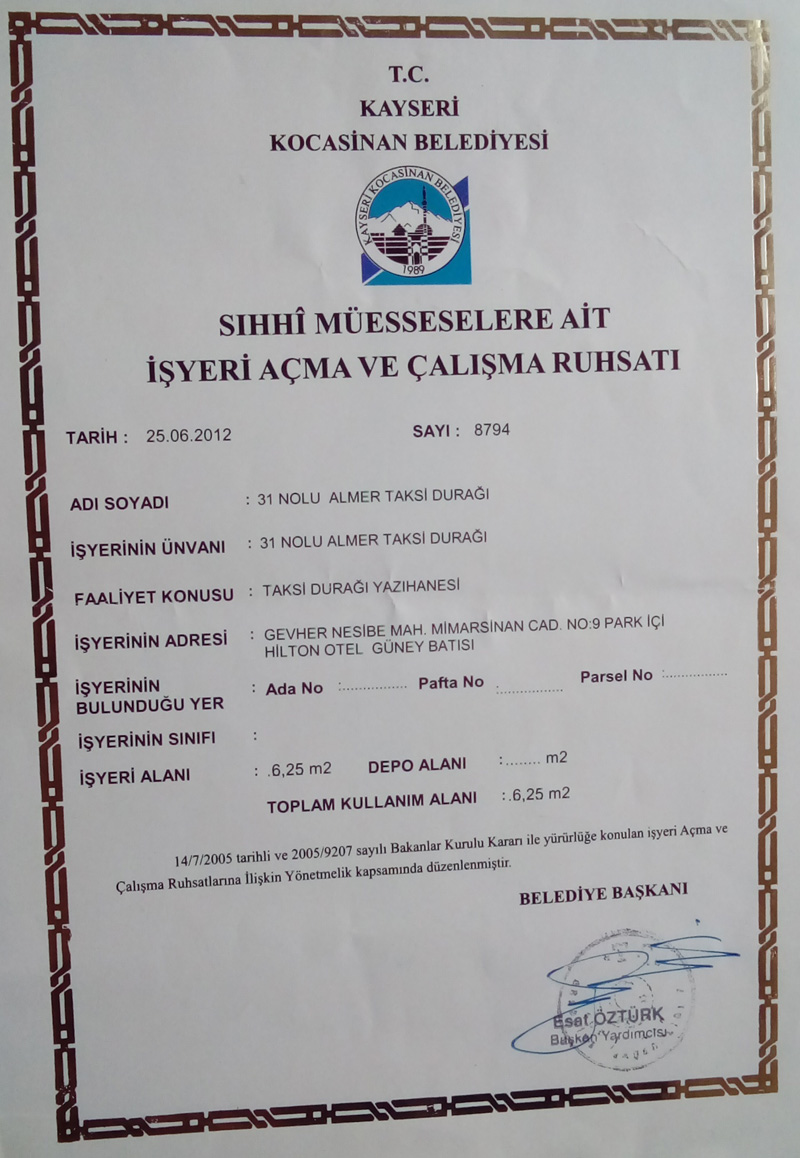 T.C.
KAYSERİ
KOCASİNAN BELEDİYESİ
KAYSERİ KOCASİNAN BELEDİYESİ
1989
SIHHÎ MÜESSESELERE AİT
İŞYERİ AÇMA VE ÇALIŞMA RUHSATI
TARİH : 25.06.2012 SAYI : 8794
ADI SOYADI : 31 NOLU ALMER TAKSİ DURAĞI
İŞYERİNİN ÜNVANI : 31 NOLU ALMER TAKSİ DURAĞI
FAALİYET KONUSU : TAKSİ DURAĞI YAZIHANESİ
İŞYERİNİN ADRESİ : GEVHER NESİBE MAH. MİMARSİNAN CAD. NO:9 PARK İÇİ
HİLTON OTEL GÜNEY BATISI
İŞYERİNİN BULUNDUĞU YER : Ada No :................ Pafta No :................ Parsel No :................
İŞYERİNİN SINIFI :
İŞYERİ ALANI : .6,25 m2 DEPO ALANI :........ m2
TOPLAM KULLANIM ALANI :.6,25 m2
14/7/2005 tarihli ve 2005/9207 sayılı Bakanlar Kurulu Kararı ile yürürlüğe konulan işyeri Açma ve
Çalışma Ruhsatlarına İlişkin Yönetmelik kapsamında düzenlenmiştir.
BELEDİYE BAŞKANI
Esat ÖZTÜRK
Başkan Yardımcısı